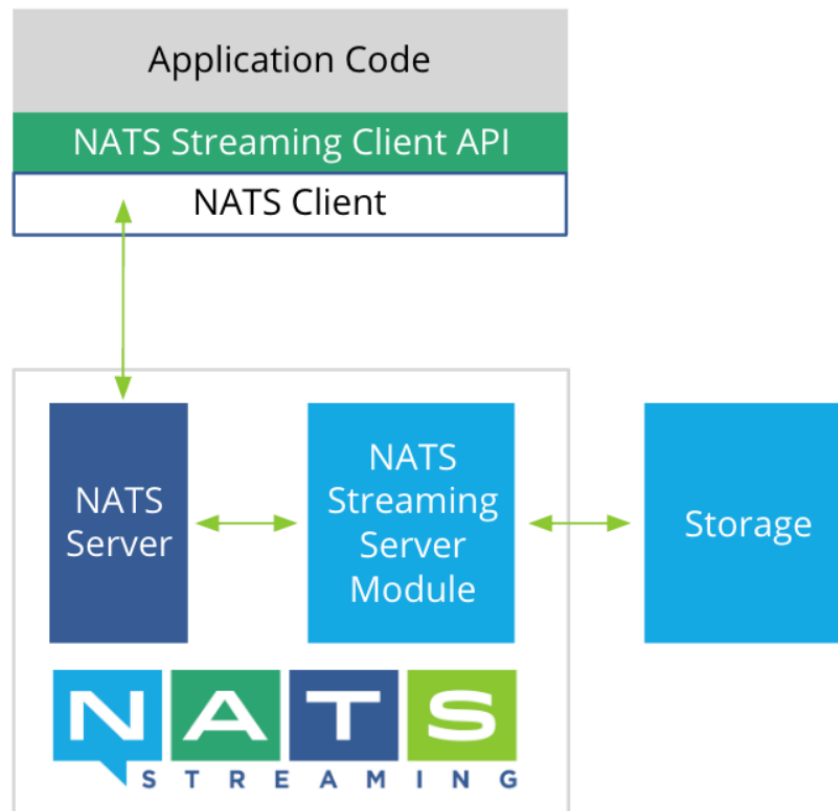 Application Code
NATS Streaming Client API
NATS Client
NATS
Server
NATS
Streaming
Server
Module
Storage
NATS
STREAMING